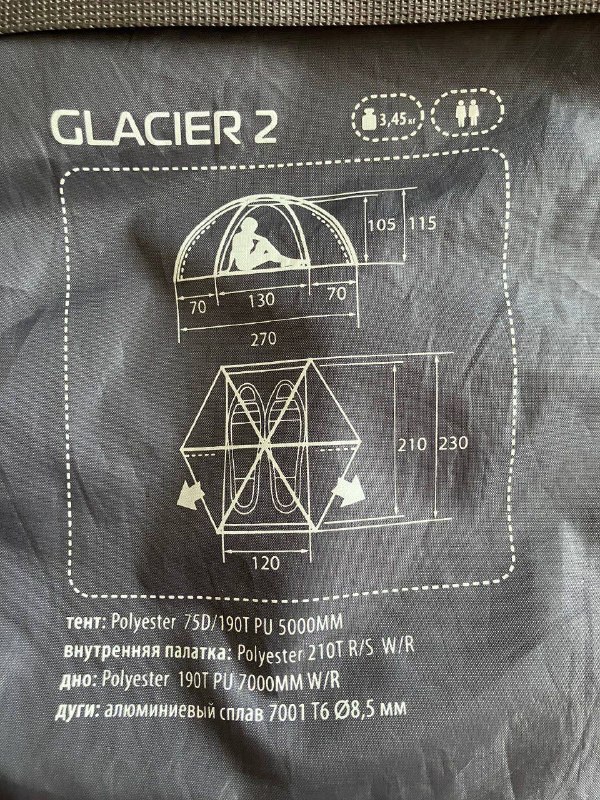 GLACIER 2
3,45кг
105
115
70
130
70
270
210
230
120
тент: Polyester 75D/190T PU 5000MM
внутренняя палатка: Polyester 210T R/S W/R
дно: Polyester 190T PU 7000MM W/R
дуги: алюминиевый сплав 7001 T6 Ø8,5 мм